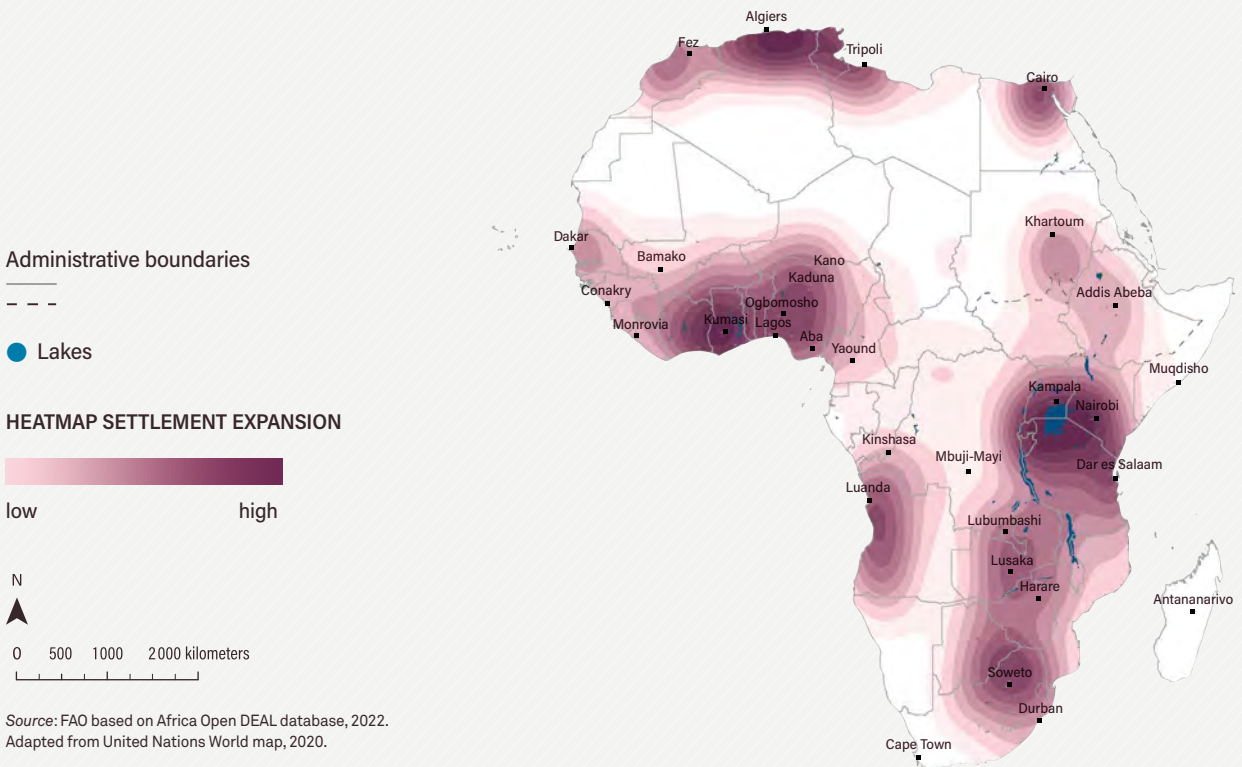 Administrative boundaries
Lakes
HEATMAP SETTLEMENT EXPANSION
low high
N
0 500 1000 2000 kilometers
Source: FAO based on Africa Open DEAL database, 2022.
Adapted from United Nations World map, 2020.
Algiers
Fez
Tripoli
Cairo
Khartoum
Dakar
Bamako
Kano
Kaduna
Conakry
Addis Abeba
Ogbomosho
Monrovia
Kumasi
Lagos
Aba
Yaound
Muqdisho
Kampala
Nairobi
Kinshasa
Mbuji-Mayi
Dar es Salaam
Luanda
Lubumbashi
Lusaka
Harare
Antananarivo
Soweto
Durban
Cape Town